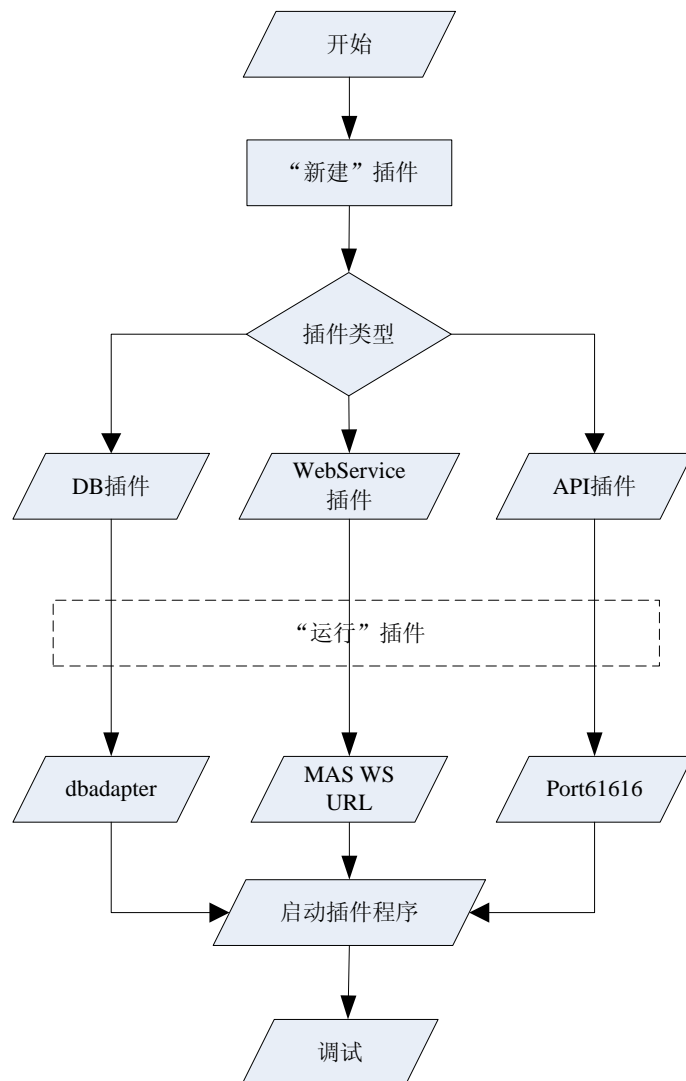 开始
“新建”插件
插件类型
DB插件
WebService
插件
API插件
“运行”插件
dbadapter
MAS WS
URL
Port61616
启动插件程序
调试